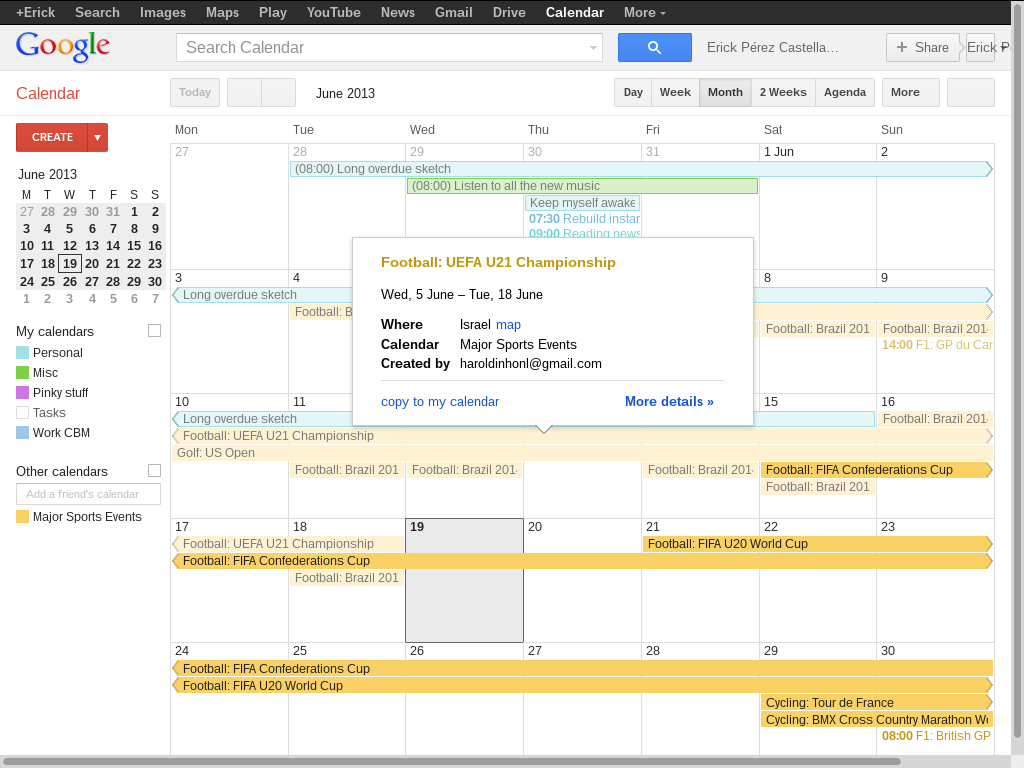 +Erick Search Images Maps Play YouTube News Gmail Drive Calendar More
Google
Search Calendar
Erick Pérez Castella…
Share
Erick P
Calendar
Today
June 2013
Day Week Month 2 Weeks Agenda
More
CREATE
June 2013
M T W T F S S
27 28 29 30 31 1 2
3 4 5 6 7 8 9
10 11 12 13 14 15 16
17 18 19 20 21 22 23
24 25 26 27 28 29 30
1 2 3 4 5 6 7
My calendars
Personal
Misc
Pinky stuff
Tasks
Work CBM
Other calendars
Add a friend's calendar
Major Sports Events
Mon Tue Wed Thu Fri Sat Sun
27 28 29 30 31 1 Jun 2
(08:00) Long overdue sketch
(08:00) Listen to all the new music
Keep myself awake
07:30 Rebuild instar
09:00 Reading news
3 4 8 9
Long overdue sketch
Football: B
Football: Brazil 201 Football: Brazil 201
14:00 F1: GP du Car
Football: UEFA U21 Championship
Wed, 5 June – Tue, 18 June
Where Israel map
Calendar Major Sports Events
Created by haroldinhonl@gmail.com
copy to my calendar More details »
10 11 15 16
Long overdue sketch
Football: Brazil 201
Football: UEFA U21 Championship
Golf: US Open
Football: Brazil 201 Football: Brazil 201 Football: Brazil 201 Football: FIFA Confederations Cup
Football: Brazil 201
17 18 19 20 21 22 23
Football: UEFA U21 Championship Football: FIFA U20 World Cup
Football: FIFA Confederations Cup
Football: Brazil 201
24 25 26 27 28 29 30
Football: FIFA Confederations Cup
Football: FIFA U20 World Cup
Cycling: Tour de France
Cycling: BMX Cross Country Marathon W
08:00 F1: British GP